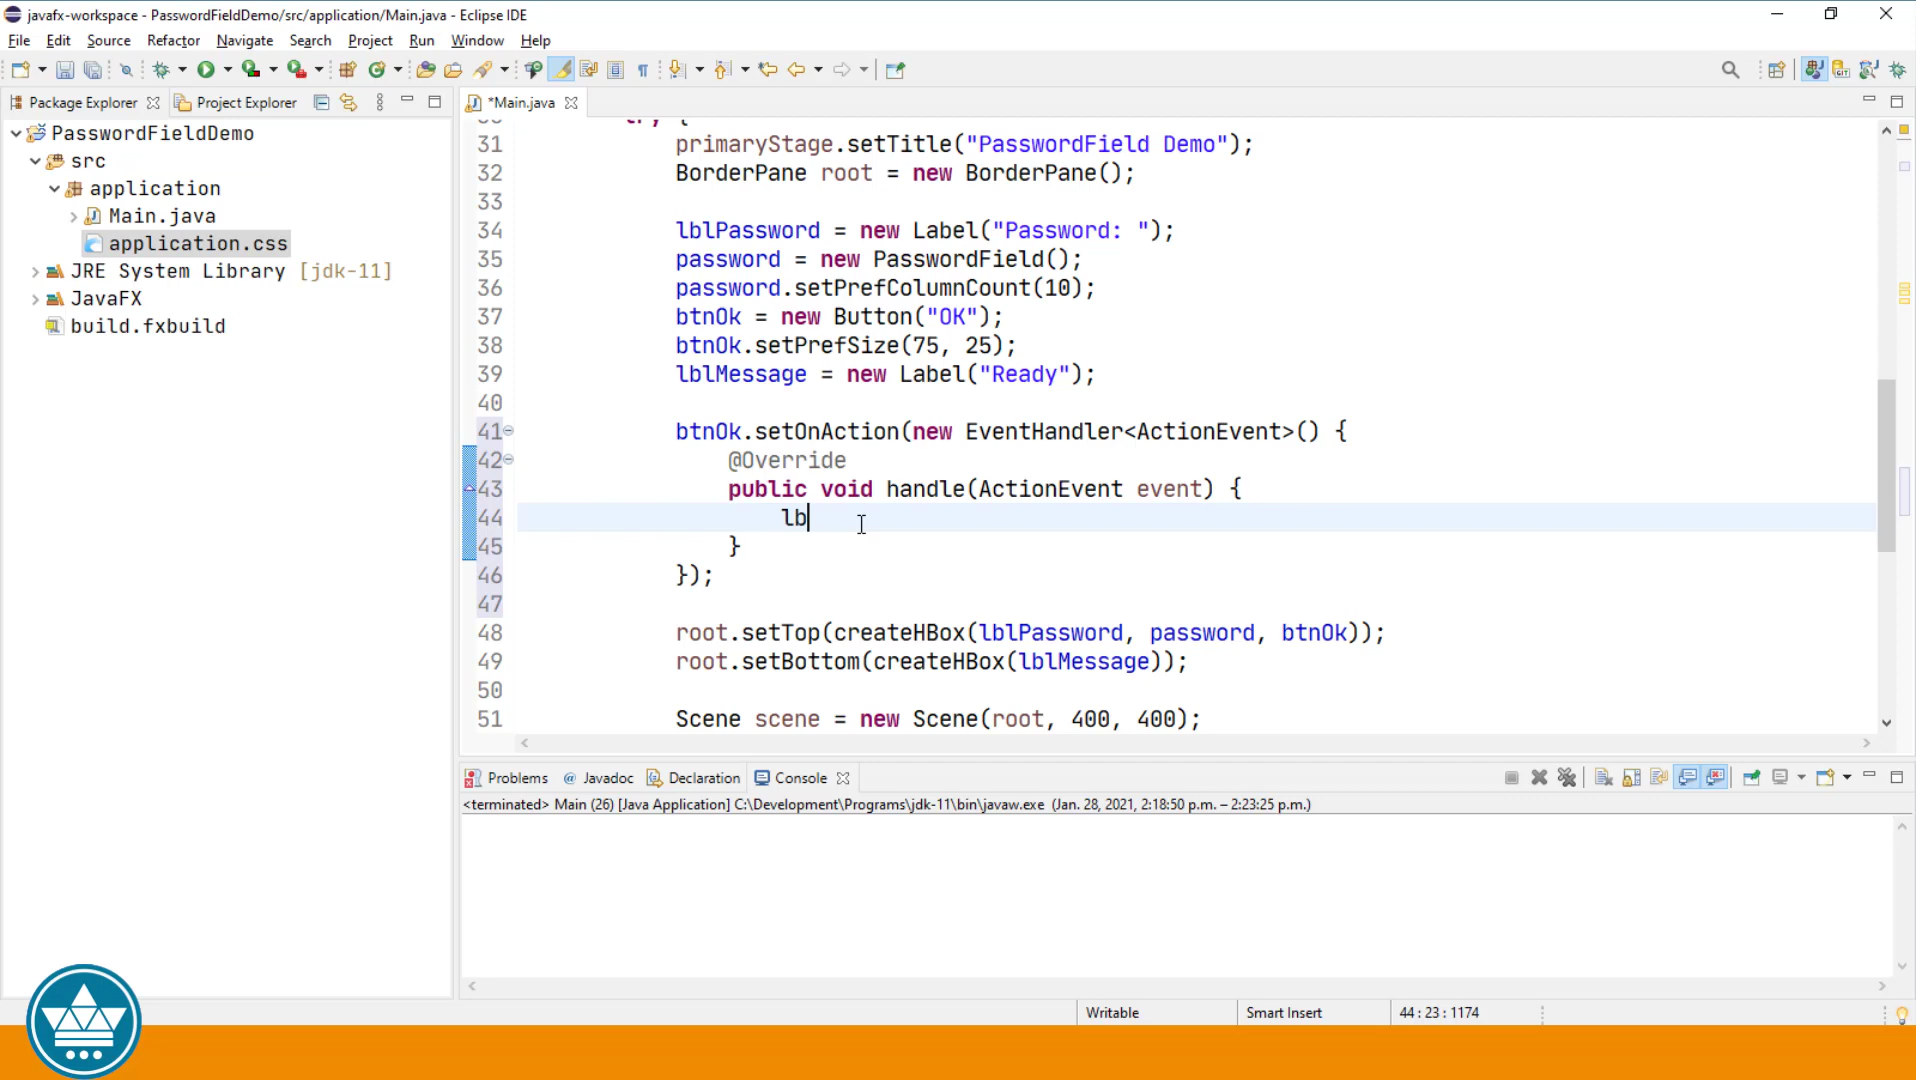 javafx-workspace - PasswordFieldDemo/src/application/Main.java - Eclipse IDE
File Edit Source Refactor Navigate Search Project Run Window Help
Package Explorer Project Explorer
*Main.java
PasswordFieldDemo
src
application
Main.java
application.css
JRE System Library [jdk-11]
JavaFX
build.fxbuild
31 primaryStage.setTitle("PasswordField Demo");
32 BorderPane root = new BorderPane();
33
34 lblPassword = new Label("Password: ");
35 password = new PasswordField();
36 password.setPrefColumnCount(10);
37 btnOk = new Button("OK");
38 btnOk.setPrefSize(75, 25);
39 lblMessage = new Label("Ready");
40
41 btnOk.setOnAction(new EventHandler<ActionEvent>() {
42 @Override
43 public void handle(ActionEvent event) {
44 lb
45 }
46 });
47
48 root.setTop(createHBox(lblPassword, password, btnOk));
49 root.setBottom(createHBox(lblMessage));
50
51 Scene scene = new Scene(root, 400, 400);
Problems @ Javadoc Declaration Console
<terminated> Main (26) [Java Application] C:\Development\Programs\jdk-11\bin\javaw.exe (Jan. 28, 2021, 2:18:50 p.m. – 2:23:25 p.m.)
Writable Smart Insert 44 : 23 : 1174